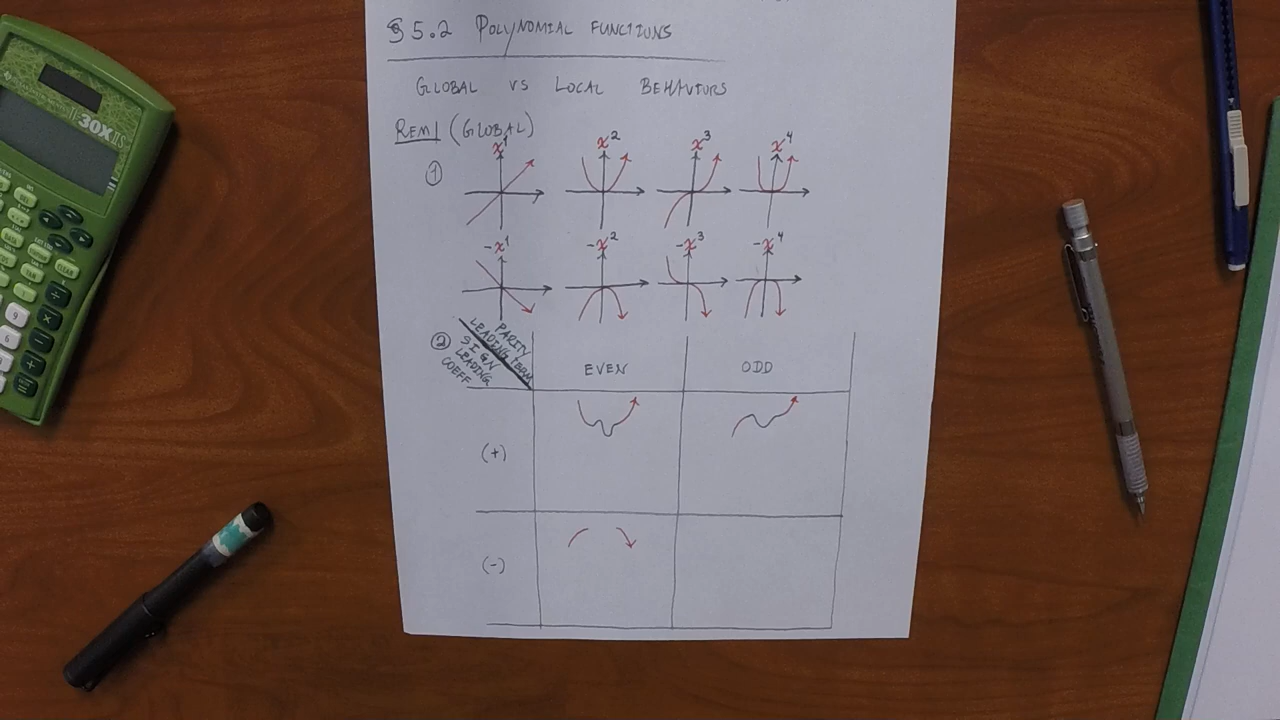 § 5.2 POLYNOMIAL FUNCTIONS
GLOBAL VS LOCAL BEHAVIORS
REM (GLOBAL)
① x¹ x² x³ x⁴
-x¹ -x² -x³ -x⁴
②
PARITY
LEADING TERM
SIGN
LEADING
COEFF
EVEN ODD
(+)
(-)
30X IIS